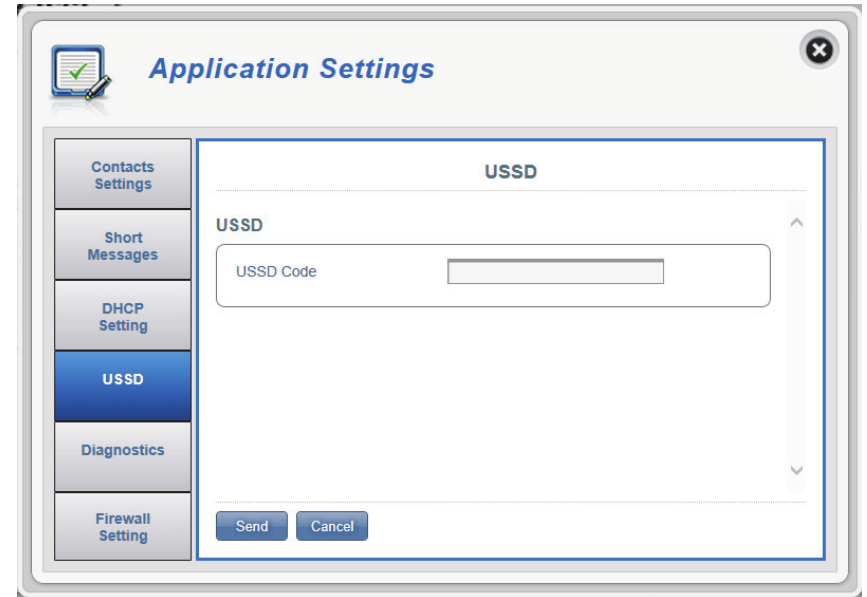 Application Settings
Contacts
Settings
Short
Messages
DHCP
Setting
USSD
Diagnostics
Firewall
Setting
USSD
USSD
USSD Code
Send Cancel